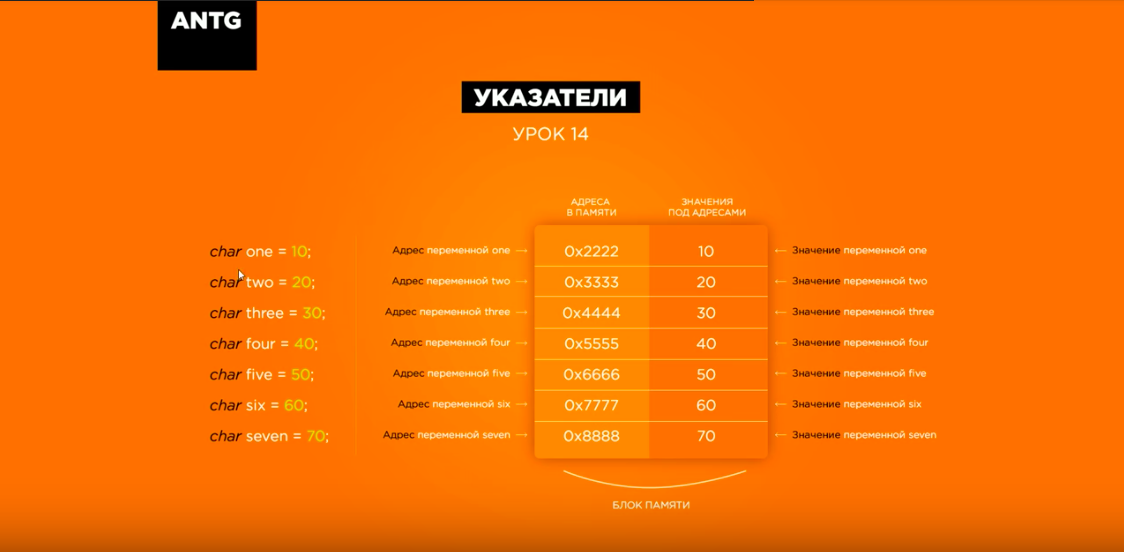 ANTG
УКАЗАТЕЛИ
УРОК 14
АДРЕСА
В ПАМЯТИ
ЗНАЧЕНИЯ
ПОД АДРЕСАМИ
char one = 10; Адрес переменной one → 0x2222 10 ← Значение переменной one
char two = 20; Адрес переменной two → 0x3333 20 ← Значение переменной two
char three = 30; Адрес переменной three → 0x4444 30 ← Значение переменной three
char four = 40; Адрес переменной four → 0x5555 40 ← Значение переменной four
char five = 50; Адрес переменной five → 0x6666 50 ← Значение переменной five
char six = 60; Адрес переменной six → 0x7777 60 ← Значение переменной six
char seven = 70; Адрес переменной seven → 0x8888 70 ← Значение переменной seven
БЛОК ПАМЯТИ